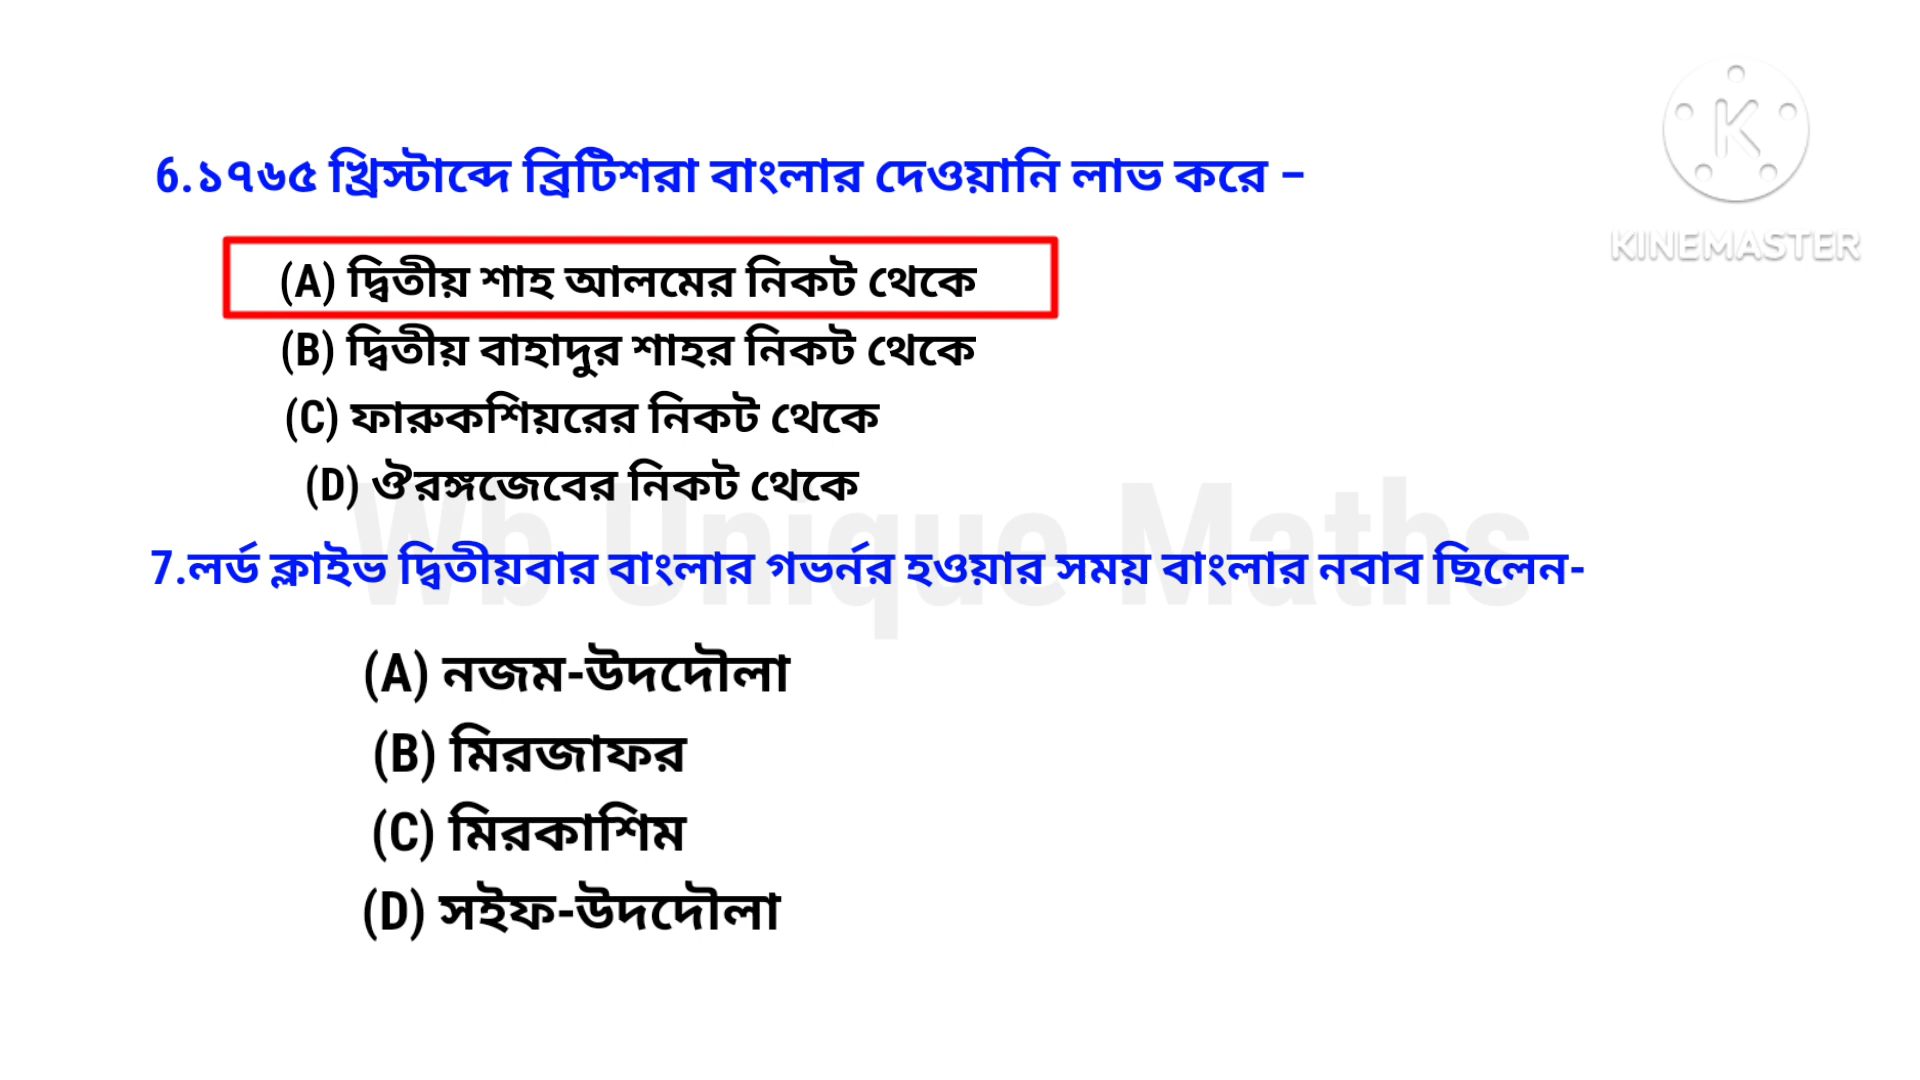 6.১৭৬৫ খ্রিস্টাব্দে ব্রিটিশরা বাংলার দেওয়ানি লাভ করে –
K
KINEMASTER
(A) দ্বিতীয় শাহ আলমের নিকট থেকে
(B) দ্বিতীয় বাহাদুর শাহর নিকট থেকে
(C) ফারুকশিয়রের নিকট থেকে
(D) ঔরঙ্গজেবের নিকট থেকে
Wb Unique Maths
7.লর্ড ক্লাইভ দ্বিতীয়বার বাংলার গভর্নর হওয়ার সময় বাংলার নবাব ছিলেন-
(A) নজম-উদদৌলা
(B) মিরজাফর
(C) মিরকাশিম
(D) সইফ-উদদৌলা